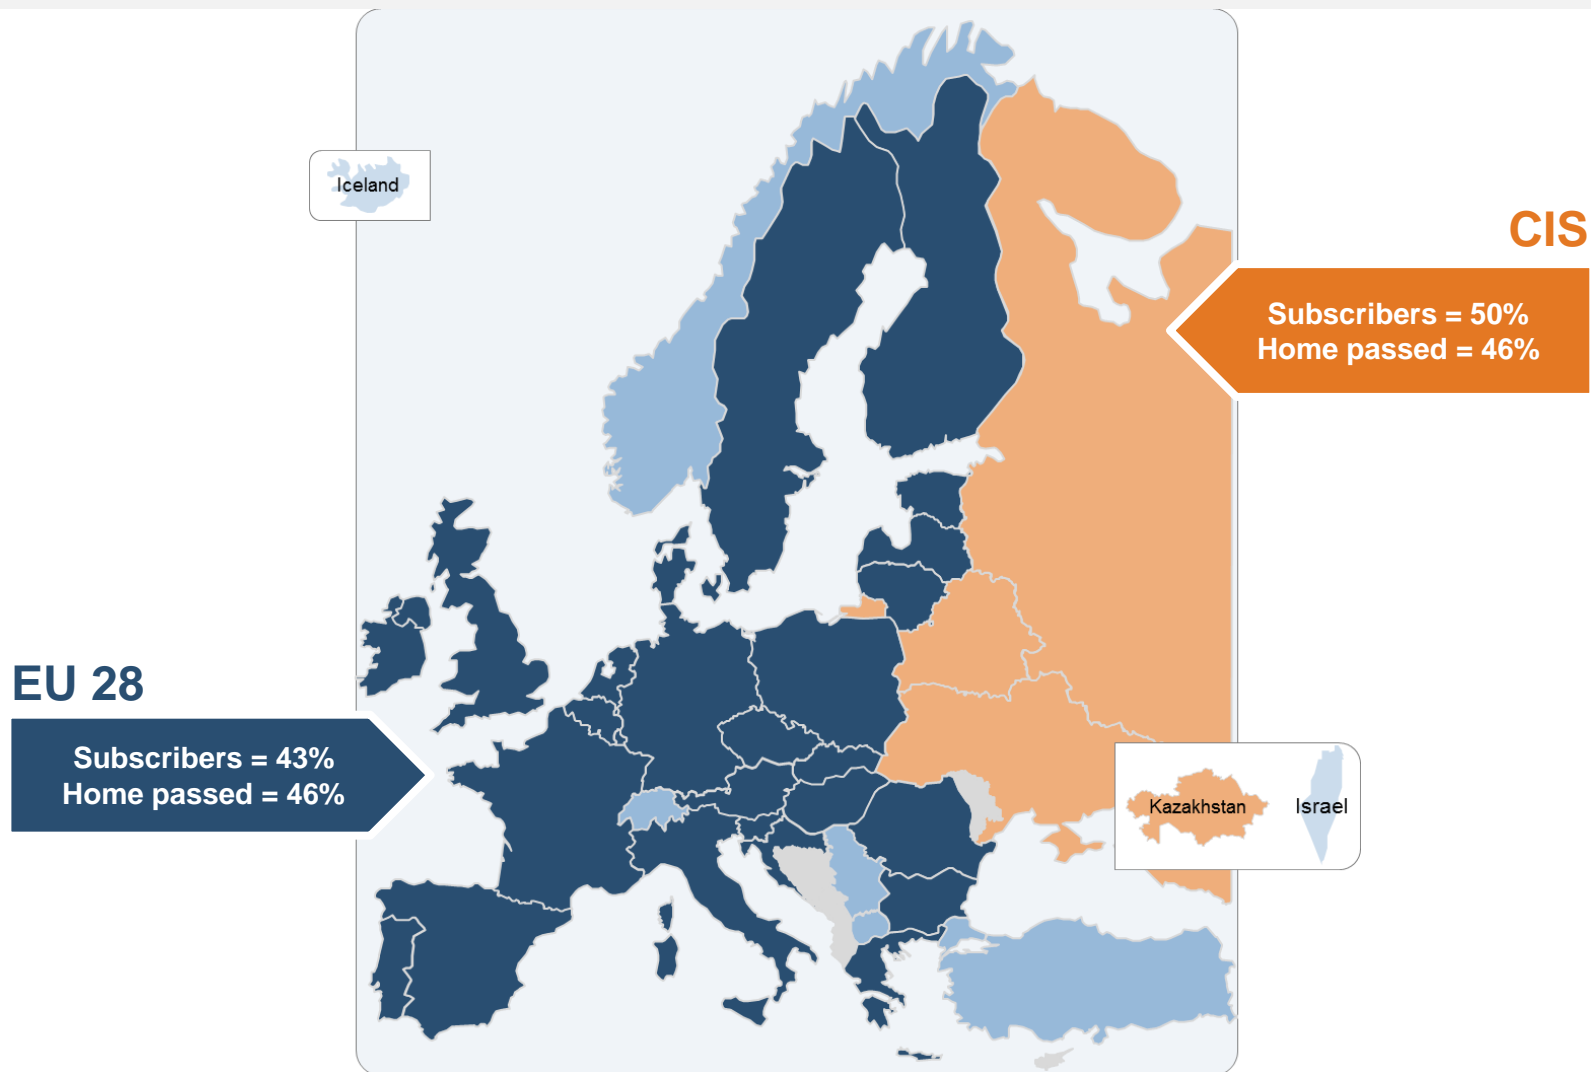 Iceland
CIS
Subscribers = 50%
Home passed = 46%
EU 28
Subscribers = 43%
Home passed = 46%
Kazakhstan
Israel